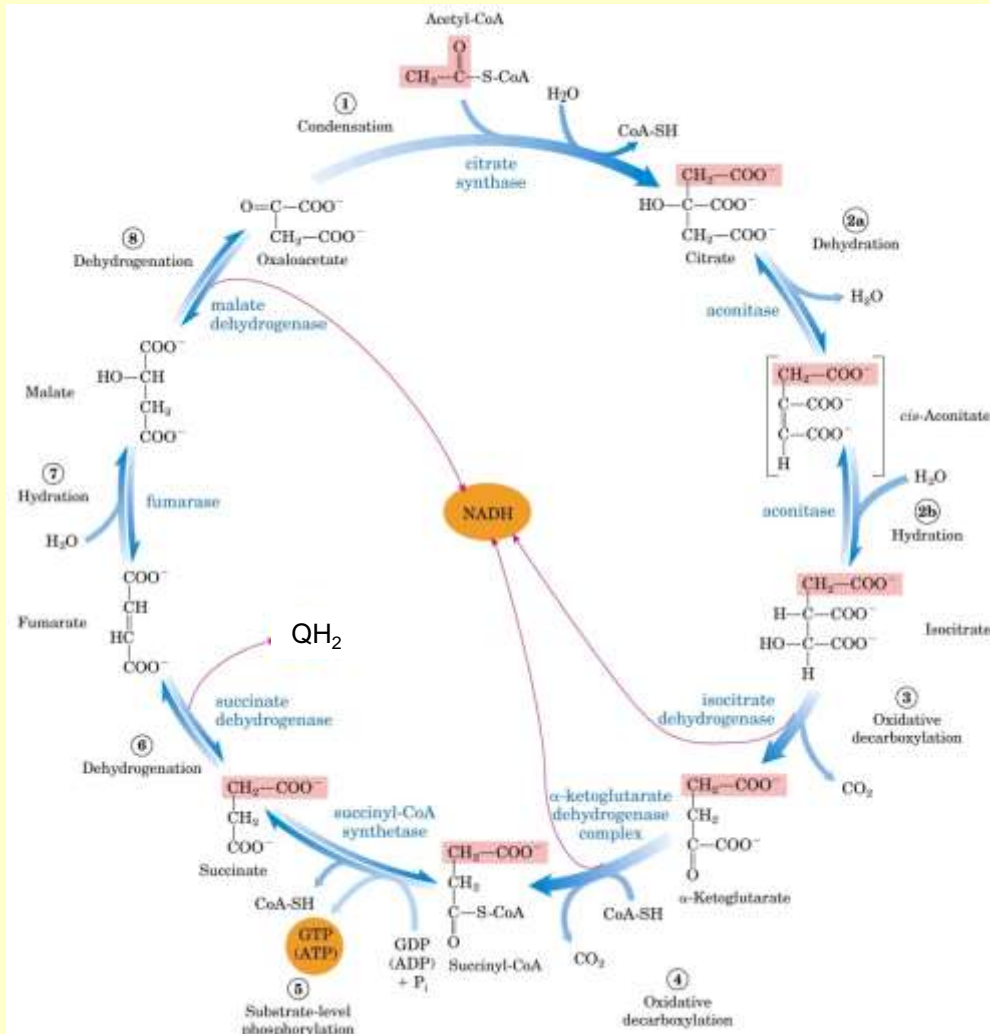 Acetyl-CoA
O
CH₃—C—S-CoA
①
Condensation
H₂O
CoA-SH
citrate
synthase
CH₂—COO⁻
HO—C—COO⁻
CH₂—COO⁻
Citrate
2a
Dehydration
H₂O
aconitase
CH₂—COO⁻
C—COO⁻
C—COO⁻
H
cis-Aconitate
aconitase
H₂O
2b
Hydration
CH₂—COO⁻
H—C—COO⁻
HO—C—COO⁻
H
Isocitrate
isocitrate
dehydrogenase
③
Oxidative
decarboxylation
CO₂
CH₂—COO⁻
CH₂
C—COO⁻
O
α-Ketoglutarate
α-ketoglutarate
dehydrogenase
complex
CoA-SH
CO₂
④
Oxidative
decarboxylation
CH₂—COO⁻
CH₂
C—S-CoA
O
Succinyl-CoA
succinyl-CoA
synthetase
GDP
(ADP)
+ Pᵢ
GTP
(ATP)
CoA-SH
⑤
Substrate-level
phosphorylation
CH₂—COO⁻
CH₂
COO⁻
Succinate
⑥
Dehydrogenation
succinate
dehydrogenase
QH₂
COO⁻
CH
HC
COO⁻
Fumarate
⑦
Hydration
H₂O
fumarase
COO⁻
HO—CH
CH₂
COO⁻
Malate
malate
dehydrogenase
⑧
Dehydrogenation
O=C—COO⁻
CH₂—COO⁻
Oxaloacetate
NADH